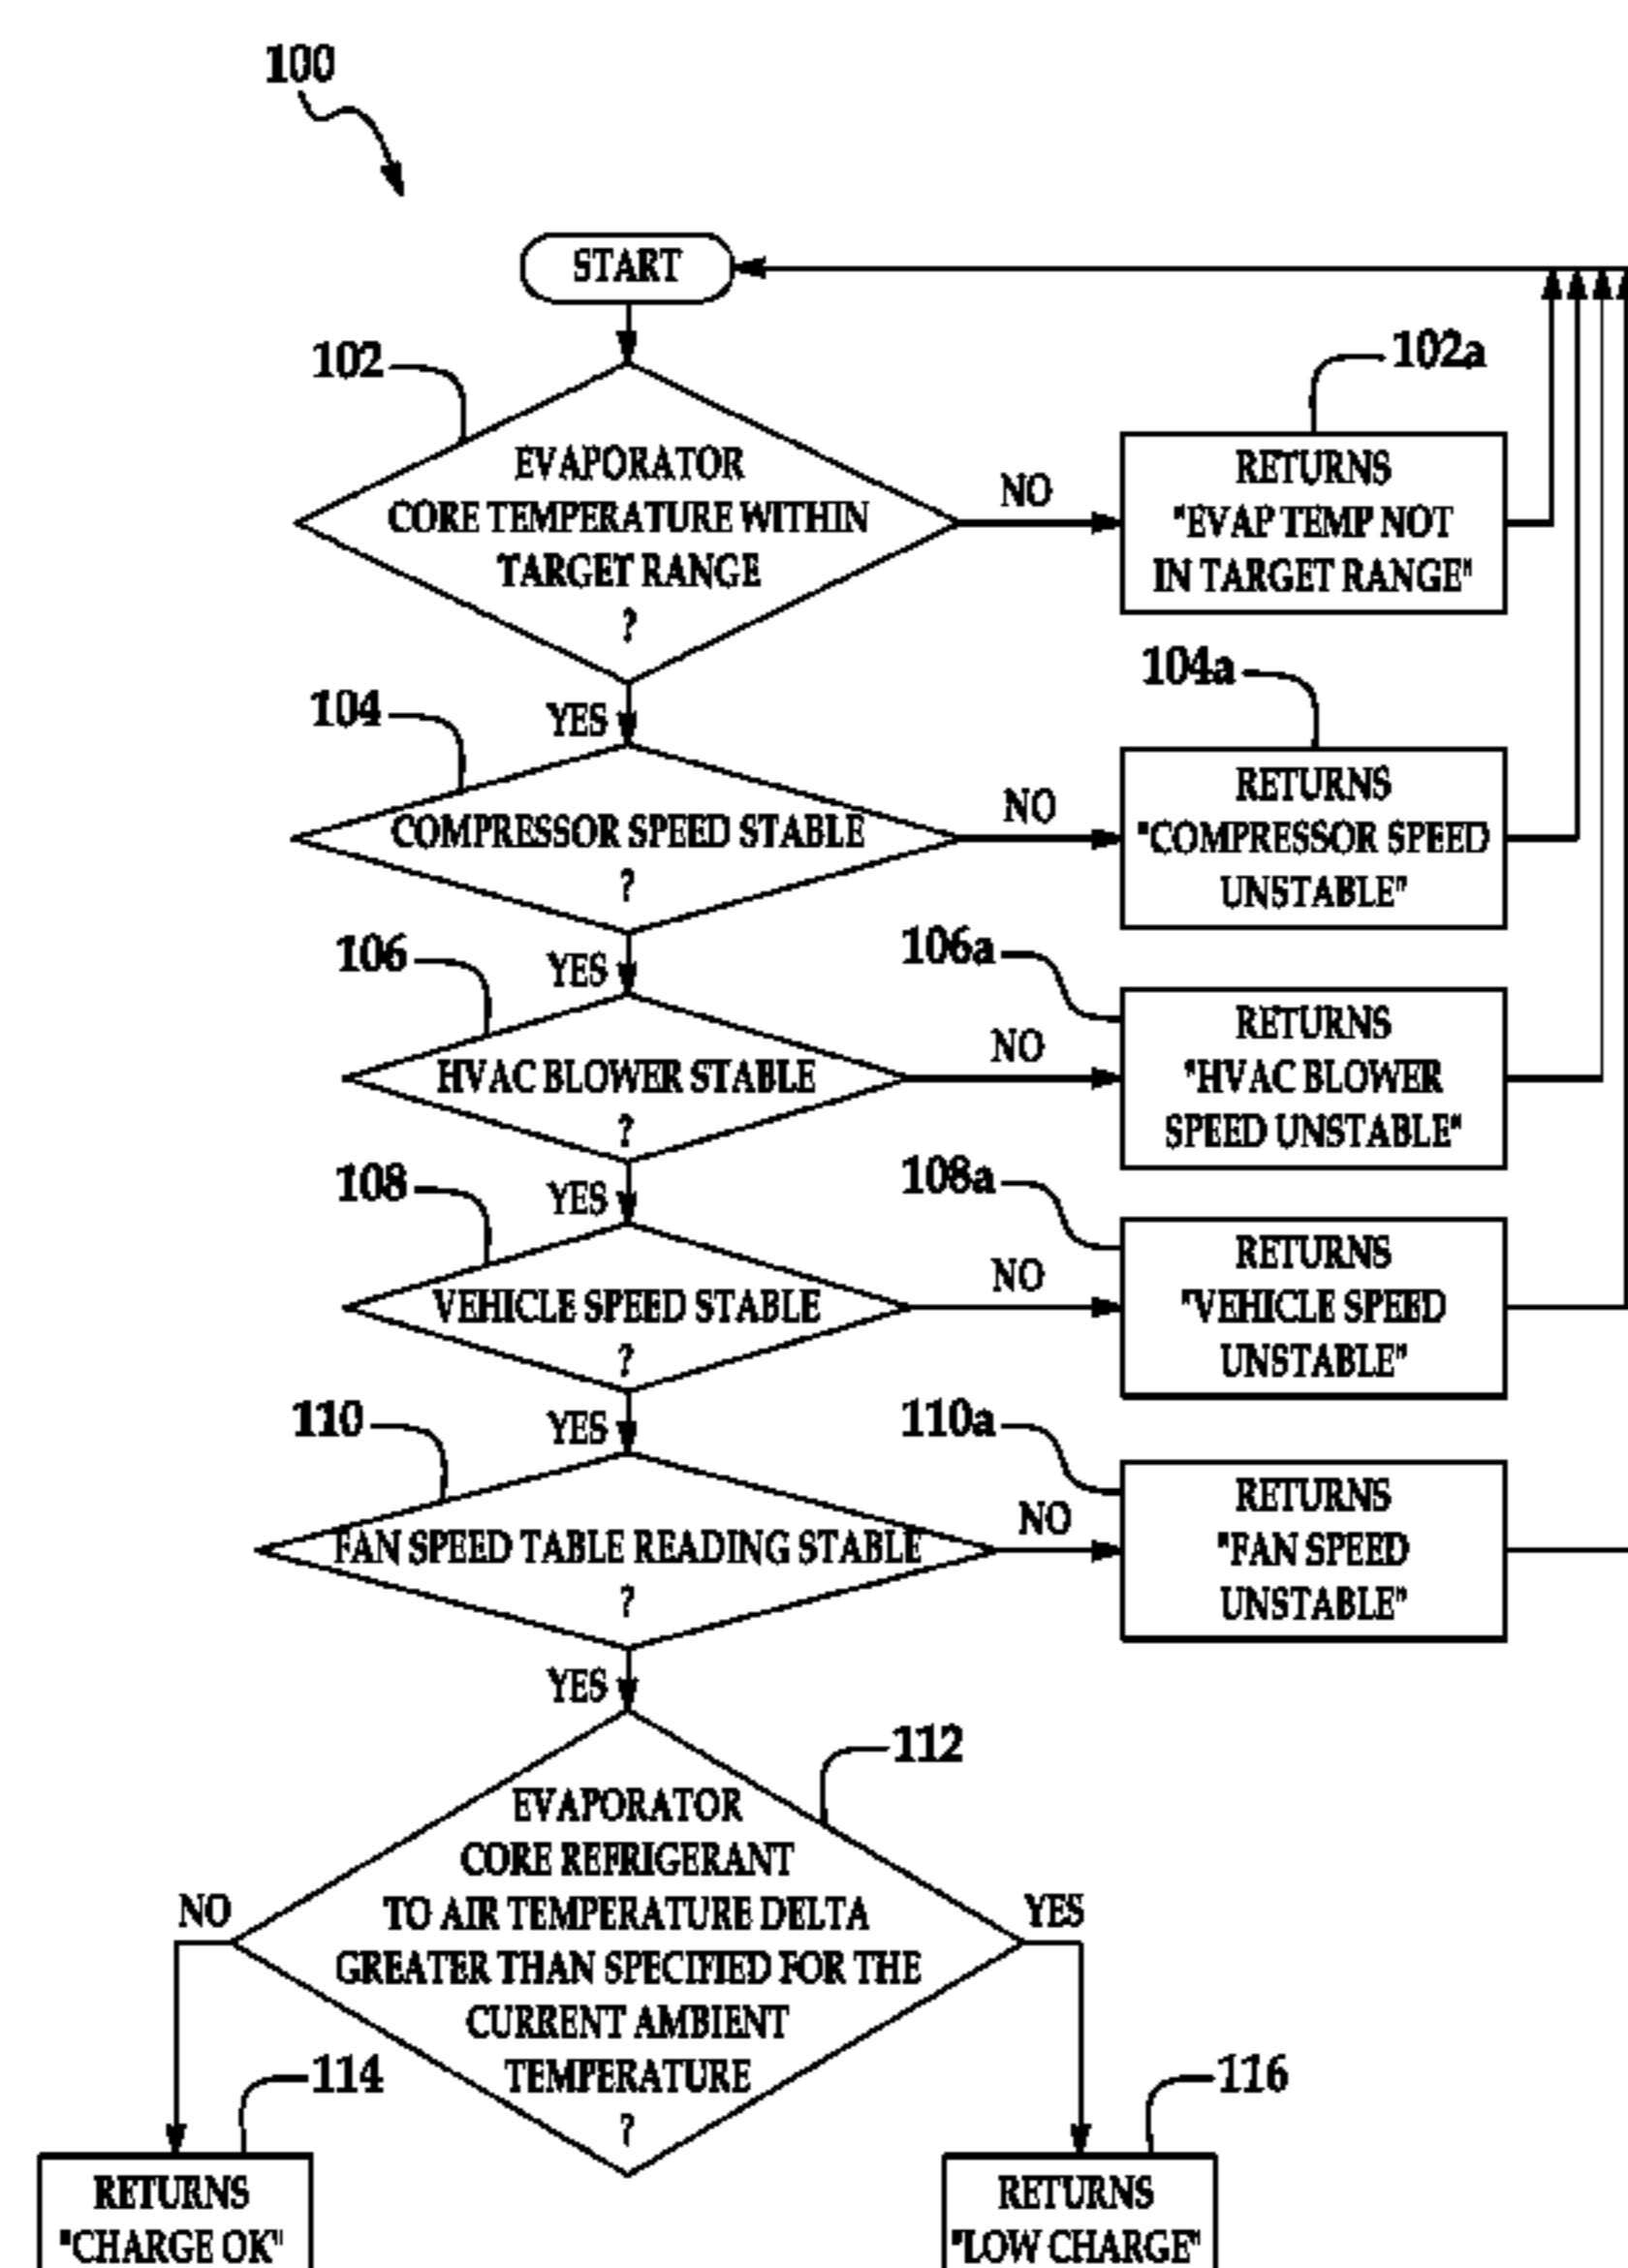 100
START
102
EVAPORATOR
CORE TEMPERATURE WITHIN
TARGET RANGE
?
NO
102a
RETURNS
"EVAP TEMP NOT
IN TARGET RANGE"
YES
104
COMPRESSOR SPEED STABLE
?
NO
104a
RETURNS
"COMPRESSOR SPEED
UNSTABLE"
YES
106
HVAC BLOWER STABLE
?
NO
106a
RETURNS
"HVAC BLOWER
SPEED UNSTABLE"
YES
108
VEHICLE SPEED STABLE
?
NO
108a
RETURNS
"VEHICLE SPEED
UNSTABLE"
YES
110
FAN SPEED TABLE READING STABLE
?
NO
110a
RETURNS
"FAN SPEED
UNSTABLE"
YES
112
EVAPORATOR
CORE REFRIGERANT
TO AIR TEMPERATURE DELTA
GREATER THAN SPECIFIED FOR THE
CURRENT AMBIENT
TEMPERATURE
?
NO
114
RETURNS
"CHARGE OK"
YES
116
RETURNS
"LOW CHARGE"